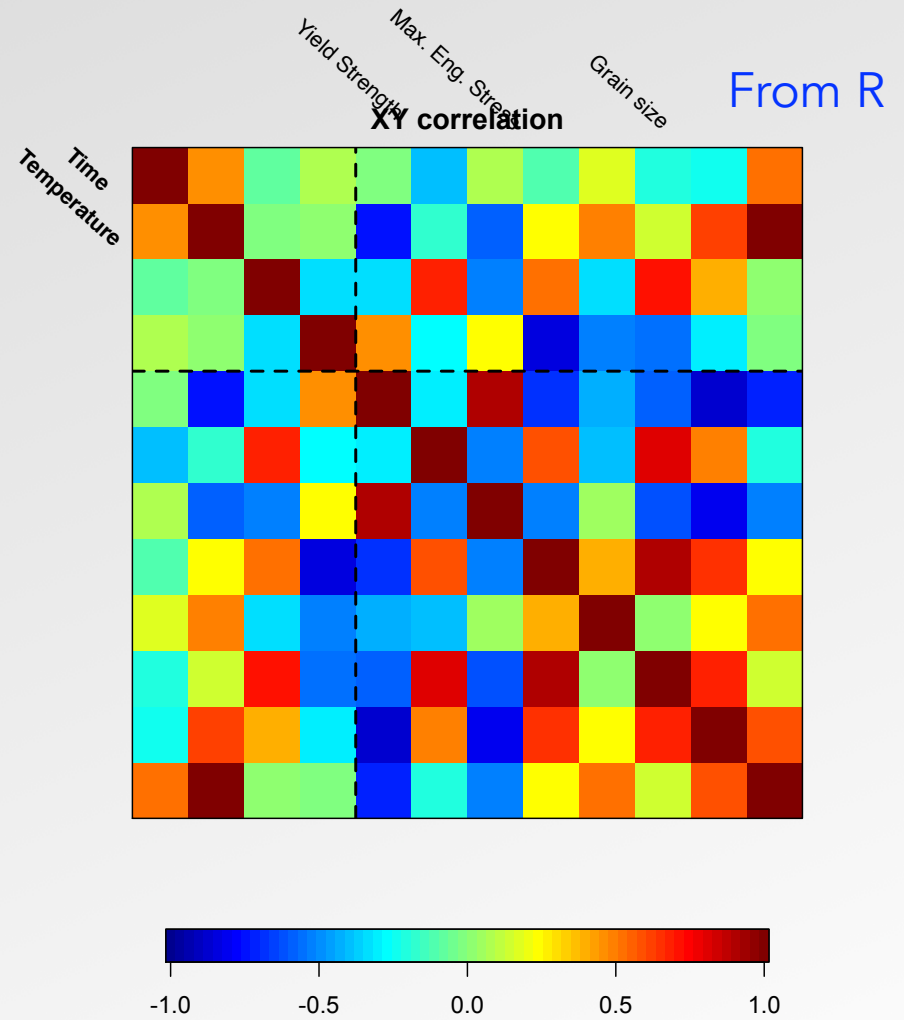 Yield Strength
Max. Eng. Stress
Grain size
From R
XY correlation
Time
Temperature
-1.0 -0.5 0.0 0.5 1.0